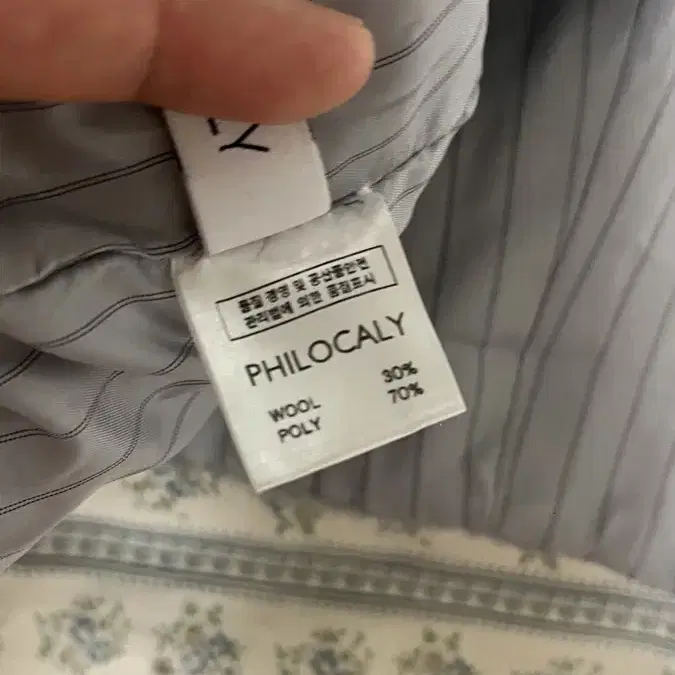 LY
품질 경영 및 공산품안전
관리법에 의한 품질표시
PHILOCALY
WOOL 30%
POLY 70%